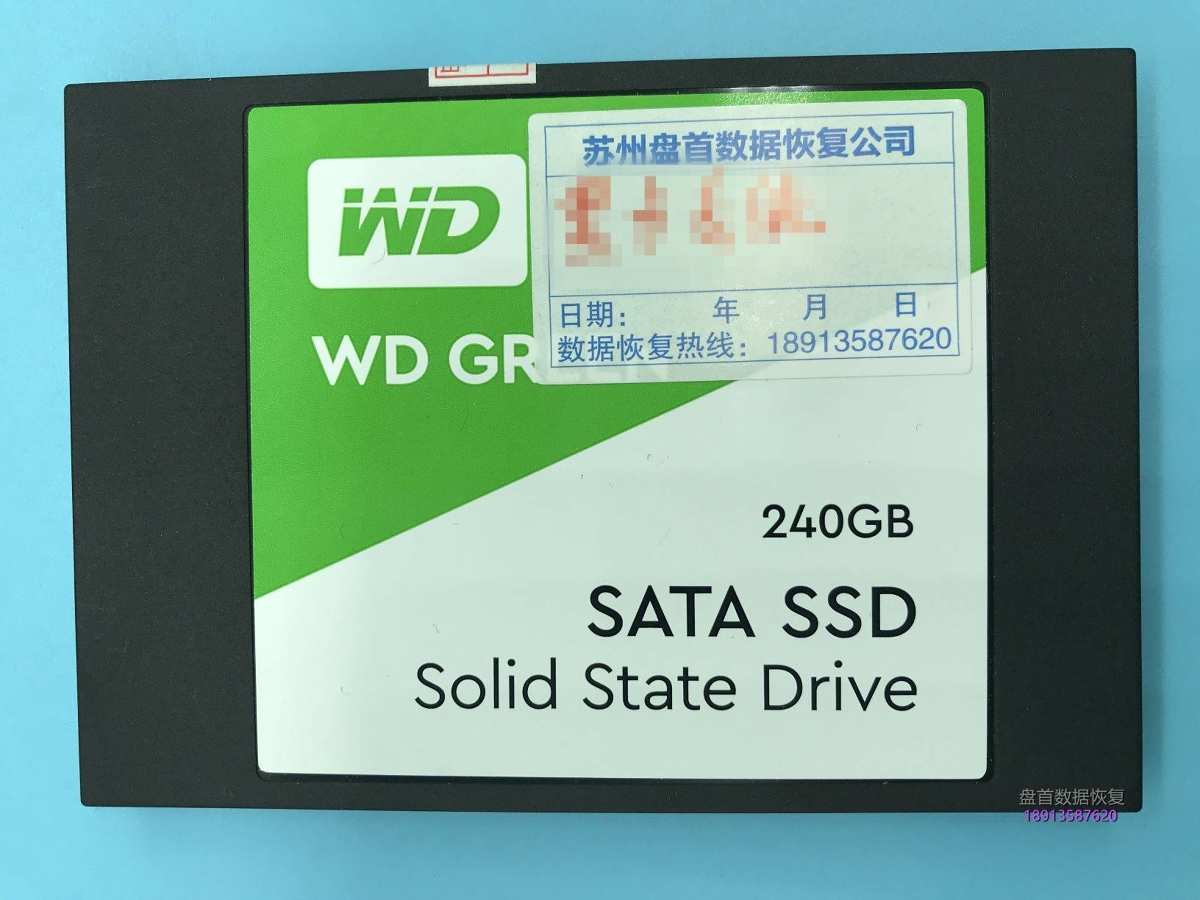 苏州盘首数据恢复公司
日期： 年 月 日
数据恢复热线：18913587620
WD
WD GR
240GB
SATA SSD
Solid State Drive
盘首数据恢复
18913587620